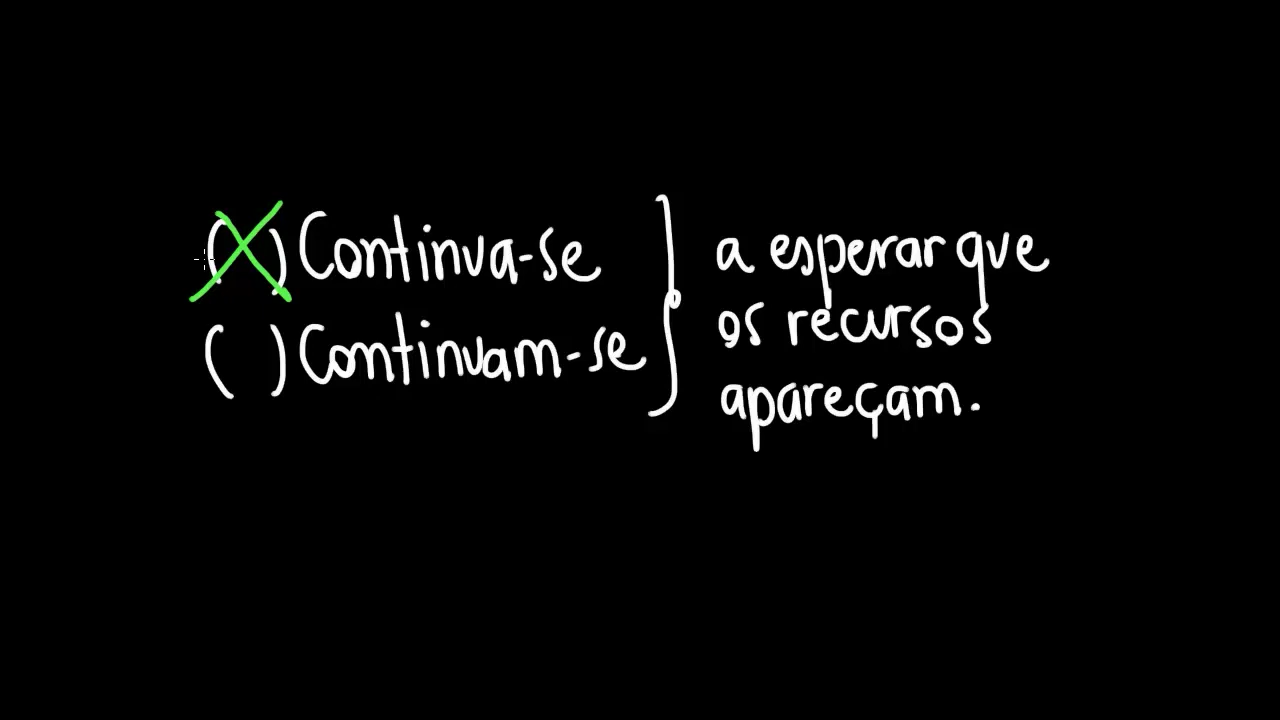 (X) Continua-se
( ) Continuam-se
a esperar que
os recursos
apareçam.